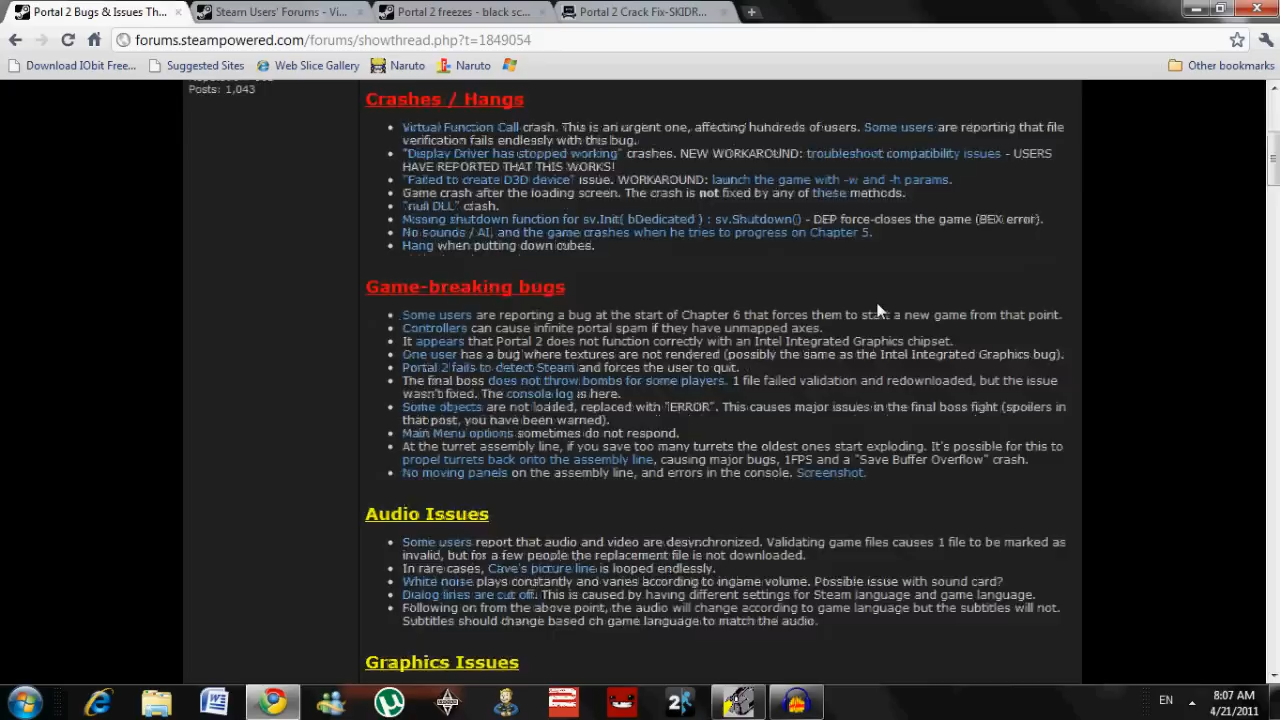 Portal 2 Bugs & Issues Th...
Steam Users' Forums - Vi...
Portal 2 freezes - black sc...
Portal 2 Crack Fix-SKIDR...
forums.steampowered.com/forums/showthread.php?t=1849054
Download IObit Free...
Suggested Sites
Web Slice Gallery
Naruto
Naruto
Other bookmarks
Posts: 1,043
Crashes / Hangs
Virtual Function Call crash. This is an urgent one, affecting hundreds of users. Some users are reporting that file
verification fails endlessly with this bug.
"Display Driver has stopped working" crashes. NEW WORKAROUND: troubleshoot compatibility issues - USERS
HAVE REPORTED THAT THIS WORKS!
"Failed to create D3D device" issue. WORKAROUND: launch the game with -w and -h params.
Game crash after the loading screen. The crash is not fixed by any of these methods.
"null DLL" crash.
Missing shutdown function for sv.Init( bDedicated ) : sv.Shutdown() - DEP force-closes the game (BEX error).
No sounds / AI, and the game crashes when he tries to progress on Chapter 5.
Hang when putting down cubes.
Game-breaking bugs
Some users are reporting a bug at the start of Chapter 6 that forces them to start a new game from that point.
Controllers can cause infinite portal spam if they have unmapped axes.
It appears that Portal 2 does not function correctly with an Intel Integrated Graphics chipset.
One user has a bug where textures are not rendered (possibly the same as the Intel Integrated Graphics bug).
Portal 2 fails to detect Steam and forces the user to quit.
The final boss does not throw bombs for some players. 1 file failed validation and redownloaded, but the issue
wasn't fixed. The console log is here.
Some objects are not loaded, replaced with "ERROR". This causes major issues in the final boss fight (spoilers in
that post, you have been warned).
Main Menu options sometimes do not respond.
At the turret assembly line, if you save too many turrets the oldest ones start exploding. It's possible for this to
propel turrets back onto the assembly line, causing major bugs, 1FPS and a "Save Buffer Overflow" crash.
No moving panels on the assembly line, and errors in the console. Screenshot.
Audio Issues
Some users report that audio and video are desynchronized. Validating game files causes 1 file to be marked as
invalid, but for a few people the replacement file is not downloaded.
In rare cases, Cave's picture line is looped endlessly.
White noise plays constantly and varies according to ingame volume. Possible issue with sound card?
Dialog lines are cut off. This is caused by having different settings for Steam language and game language.
Following on from the above point, the audio will change according to game language but the subtitles will not.
Subtitles should change based on game language to match the audio.
Graphics Issues
EN
8:07 AM
4/21/2011